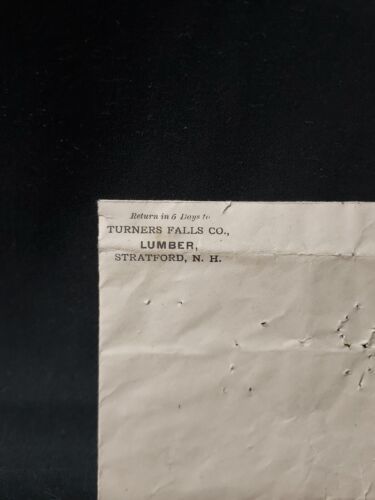 Return in 5 Days to
TURNERS FALLS CO.,
LUMBER,
STRATFORD, N. H.